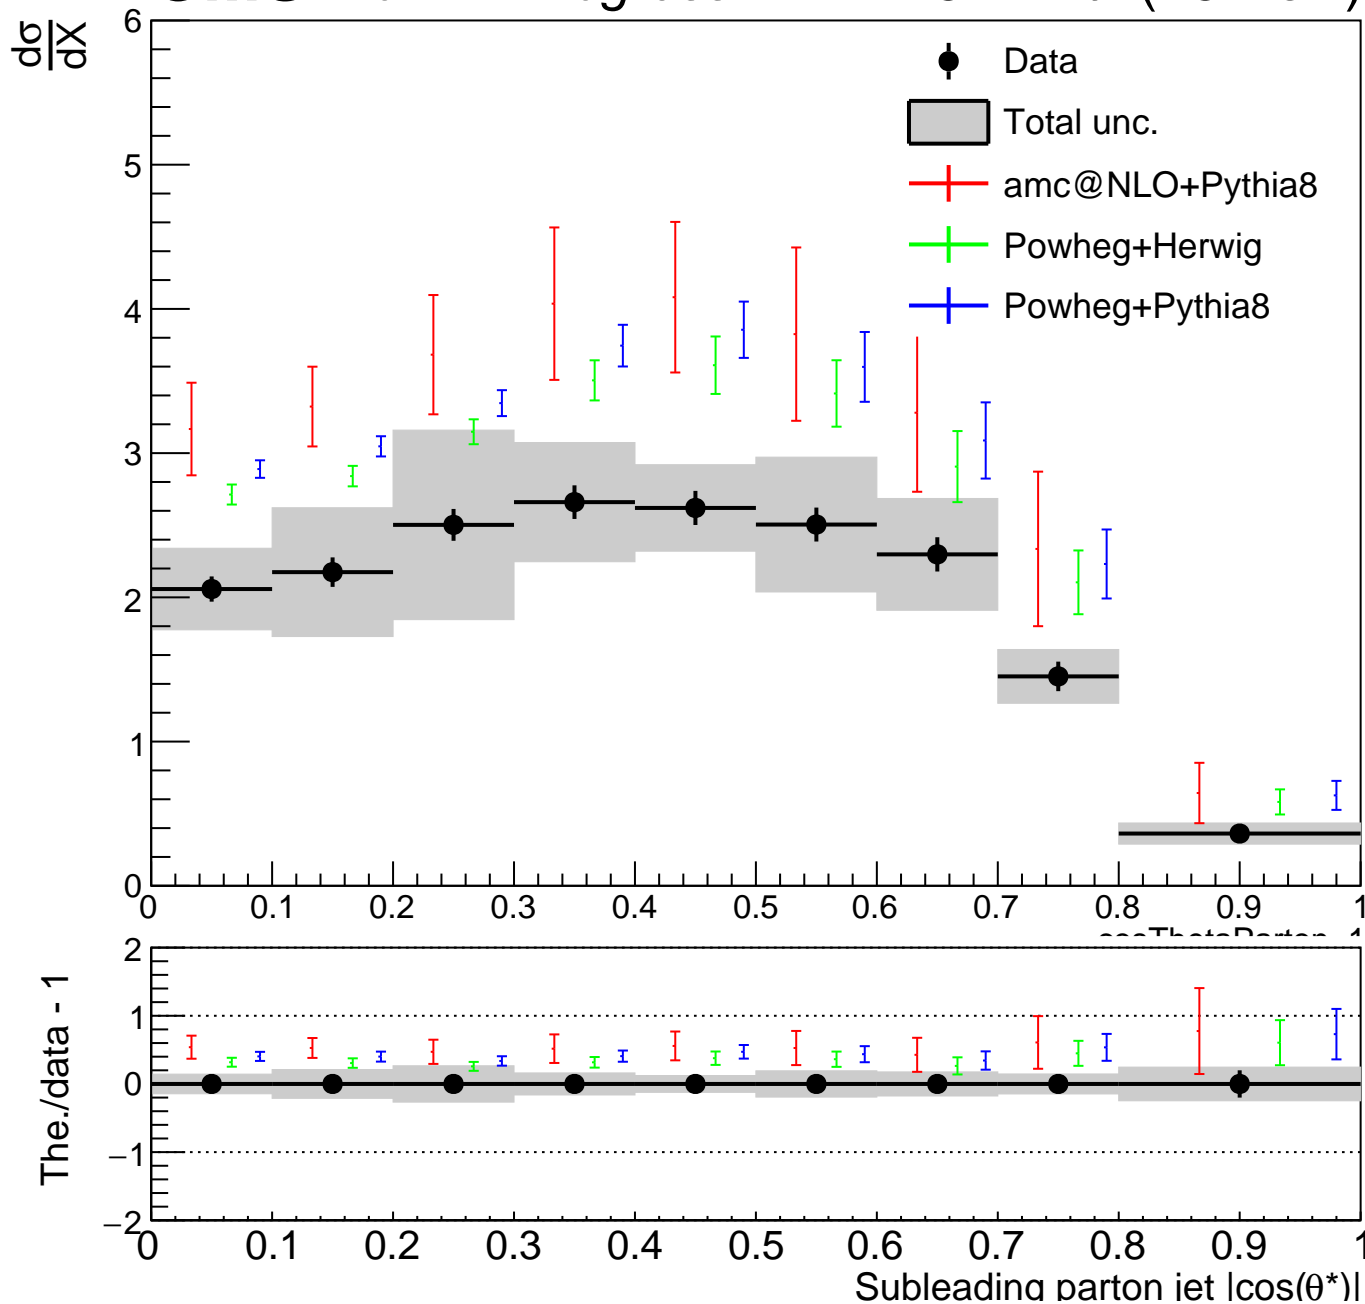 dσ
dX
6
5
4
3
2
1
0
Data
Total unc.
amc@NLO+Pythia8
Powheg+Herwig
Powheg+Pythia8
0 0.1 0.2 0.3 0.4 0.5 0.6 0.7 0.8 0.9 1
cosThetaParton_1
The./data - 1
2
1
0
−1
−2
0 0.1 0.2 0.3 0.4 0.5 0.6 0.7 0.8 0.9 1
Subleading parton jet |cos(θ*)|